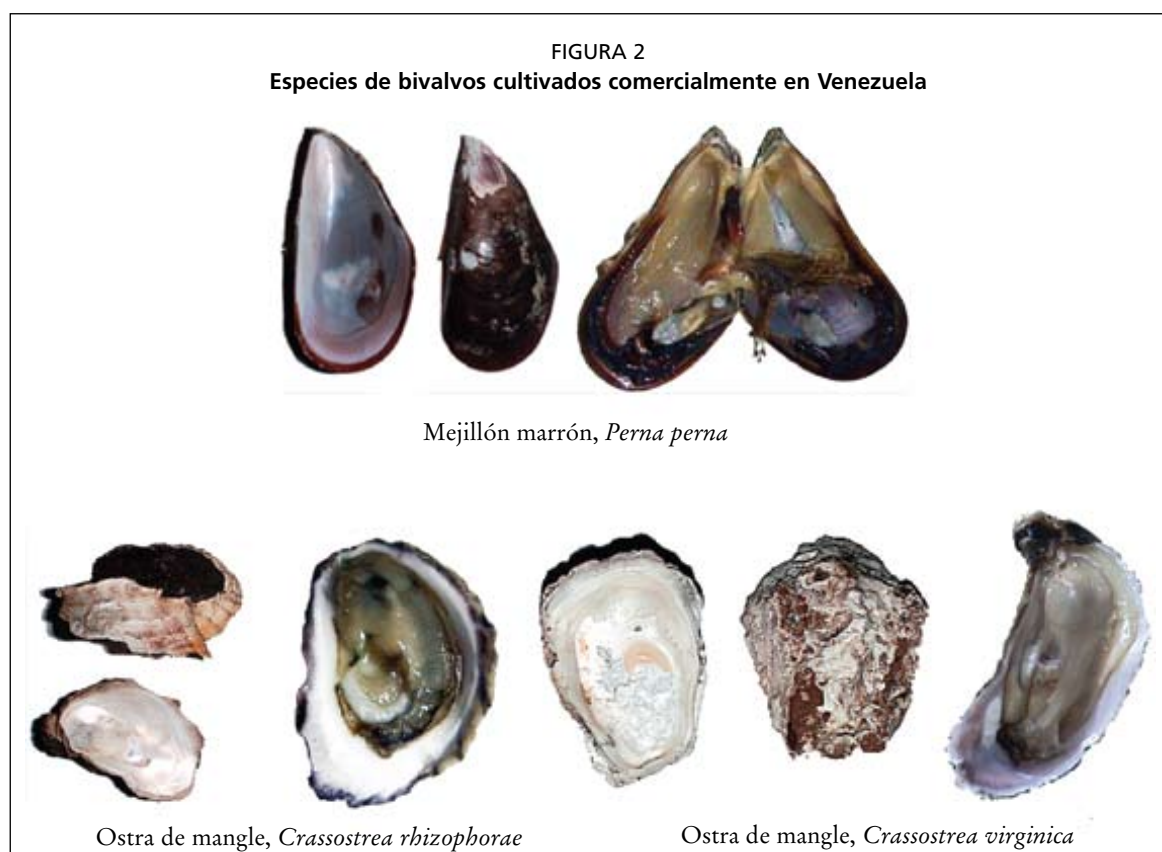 FIGURA 2
Especies de bivalvos cultivados comercialmente en Venezuela
Mejillón marrón, Perna perna
Ostra de mangle, Crassostrea rhizophorae
Ostra de mangle, Crassostrea virginica